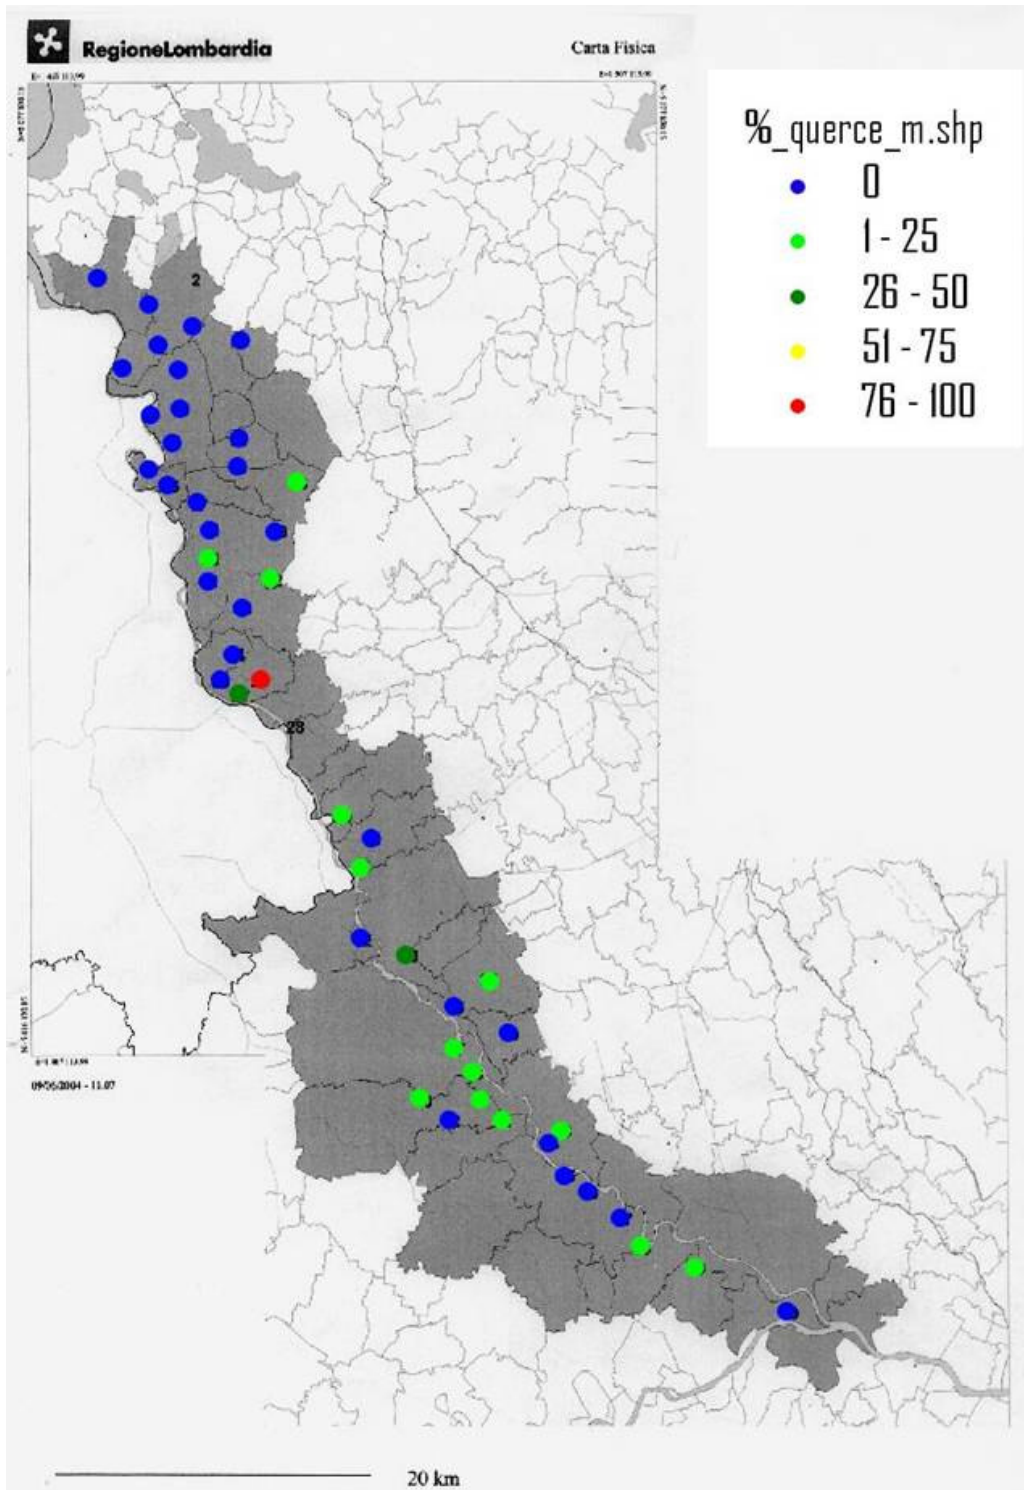 RegioneLombardia
Carta Fisica
%_querce_m.shp
0
1 - 25
26 - 50
51 - 75
76 - 100
2
28
09/06/2004 - 11.07
20 km